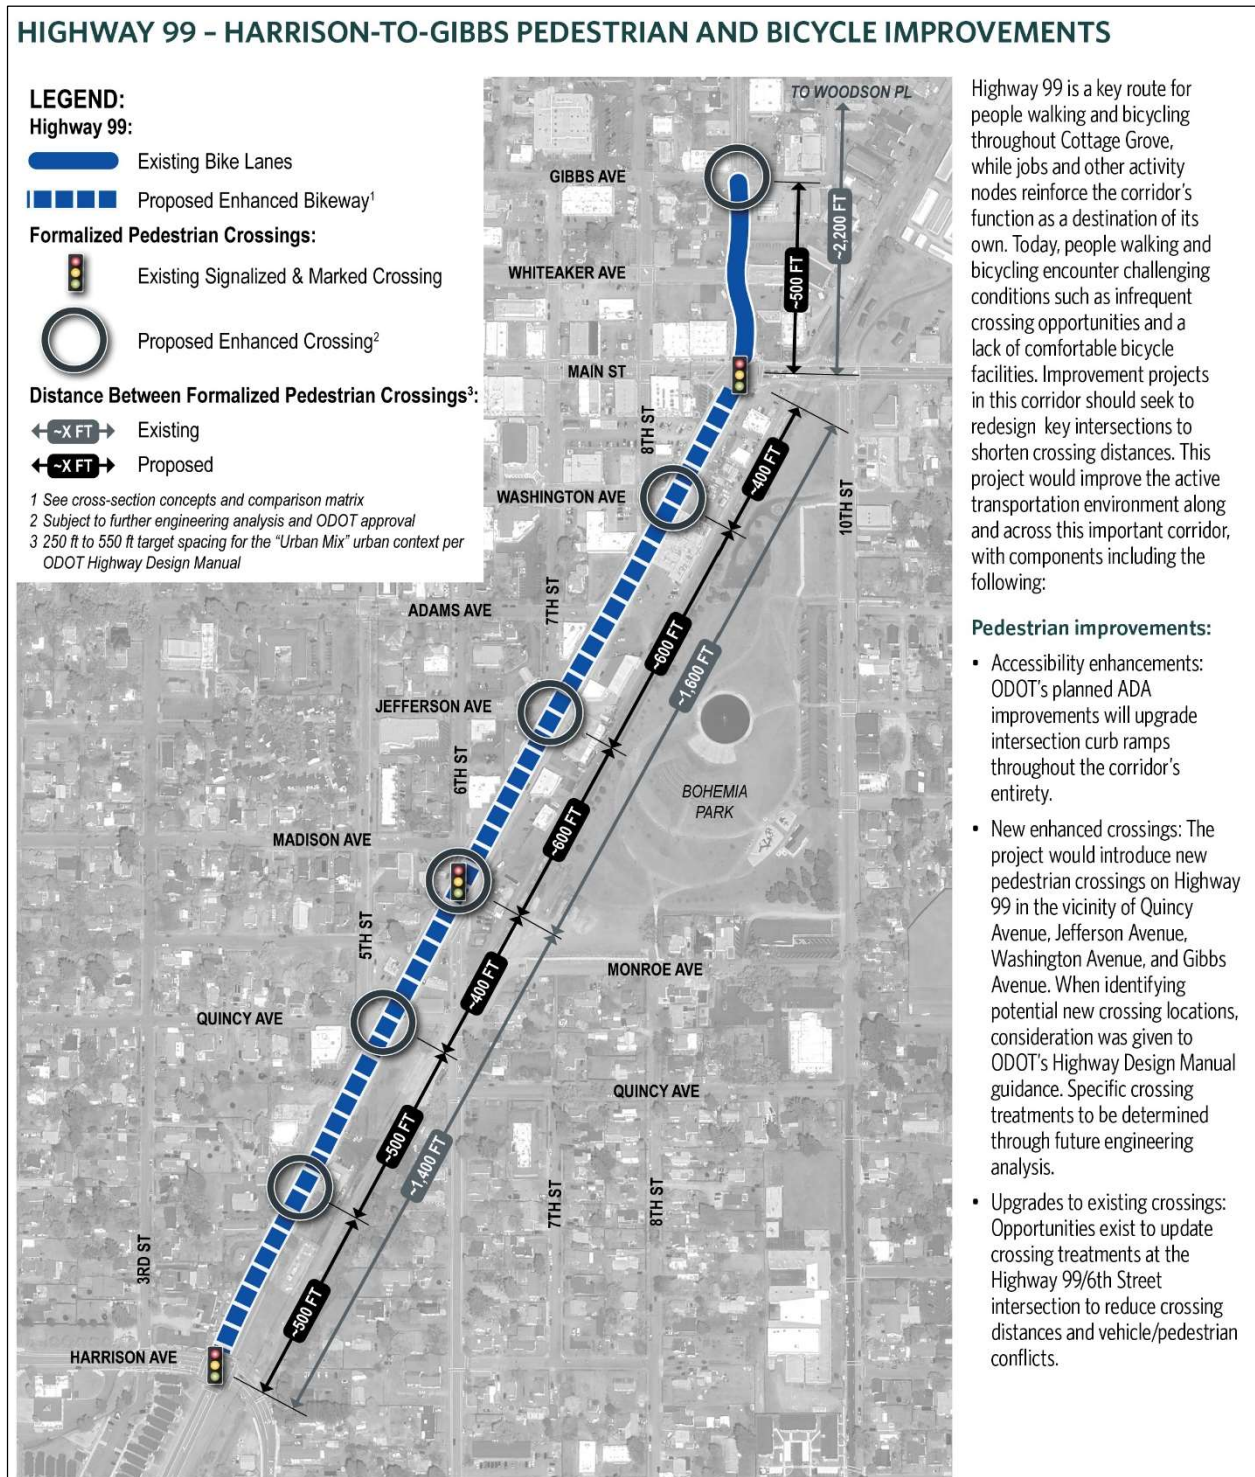 HIGHWAY 99 – HARRISON-TO-GIBBS PEDESTRIAN AND BICYCLE IMPROVEMENTS
LEGEND:
Highway 99:
Existing Bike Lanes
Proposed Enhanced Bikeway1
Formalized Pedestrian Crossings:
Existing Signalized & Marked Crossing
Proposed Enhanced Crossing2
Distance Between Formalized Pedestrian Crossings3:
~X FT Existing
~X FT Proposed
1 See cross-section concepts and comparison matrix
2 Subject to further engineering analysis and ODOT approval
3 250 ft to 550 ft target spacing for the “Urban Mix” urban context per
ODOT Highway Design Manual
TO WOODSON PL
GIBBS AVE
~2,200 FT
WHITEAKER AVE
~500 FT
MAIN ST
8TH ST
~400 FT
WASHINGTON AVE
10TH ST
7TH ST
ADAMS AVE
~600 FT
~1,600 FT
JEFFERSON AVE
6TH ST
BOHEMIA
PARK
~600 FT
MADISON AVE
5TH ST
~400 FT
MONROE AVE
QUINCY AVE
QUINCY AVE
~500 FT
~1,400 FT
7TH ST
8TH ST
3RD ST
~500 FT
HARRISON AVE
Highway 99 is a key route for
people walking and bicycling
throughout Cottage Grove,
while jobs and other activity
nodes reinforce the corridor’s
function as a destination of its
own. Today, people walking and
bicycling encounter challenging
conditions such as infrequent
crossing opportunities and a
lack of comfortable bicycle
facilities. Improvement projects
in this corridor should seek to
redesign key intersections to
shorten crossing distances. This
project would improve the active
transportation environment along
and across this important corridor,
with components including the
following:
Pedestrian improvements:
• Accessibility enhancements:
ODOT’s planned ADA
improvements will upgrade
intersection curb ramps
throughout the corridor’s
entirety.
• New enhanced crossings: The
project would introduce new
pedestrian crossings on Highway
99 in the vicinity of Quincy
Avenue, Jefferson Avenue,
Washington Avenue, and Gibbs
Avenue. When identifying
potential new crossing locations,
consideration was given to
ODOT’s Highway Design Manual
guidance. Specific crossing
treatments to be determined
through future engineering
analysis.
• Upgrades to existing crossings:
Opportunities exist to update
crossing treatments at the
Highway 99/6th Street
intersection to reduce crossing
distances and vehicle/pedestrian
conflicts.